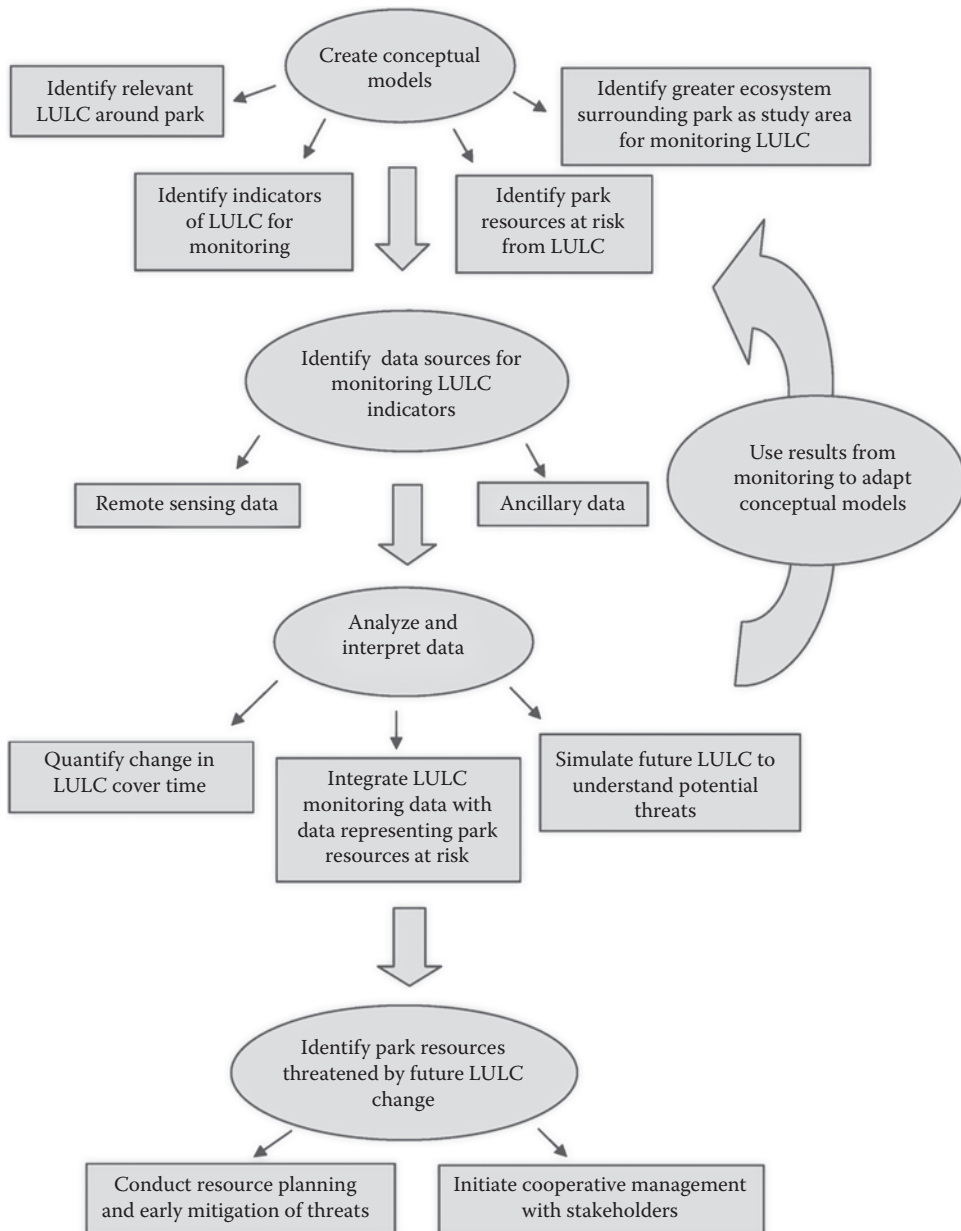 Create conceptual
models
Identify relevant
LULC around park
Identify greater ecosystem
surrounding park as study area
for monitoring LULC
Identify indicators
of LULC for
monitoring
Identify park
resources at risk
from LULC
Identify data sources for
monitoring LULC
indicators
Remote sensing data
Ancillary data
Use results from
monitoring to adapt
conceptual models
Analyze and
interpret data
Quantify change in
LULC cover time
Integrate LULC
monitoring data with
data representing park
resources at risk
Simulate future LULC to
understand potential
threats
Identify park resources
threatened by future LULC
change
Conduct resource planning
and early mitigation of threats
Initiate cooperative management
with stakeholders